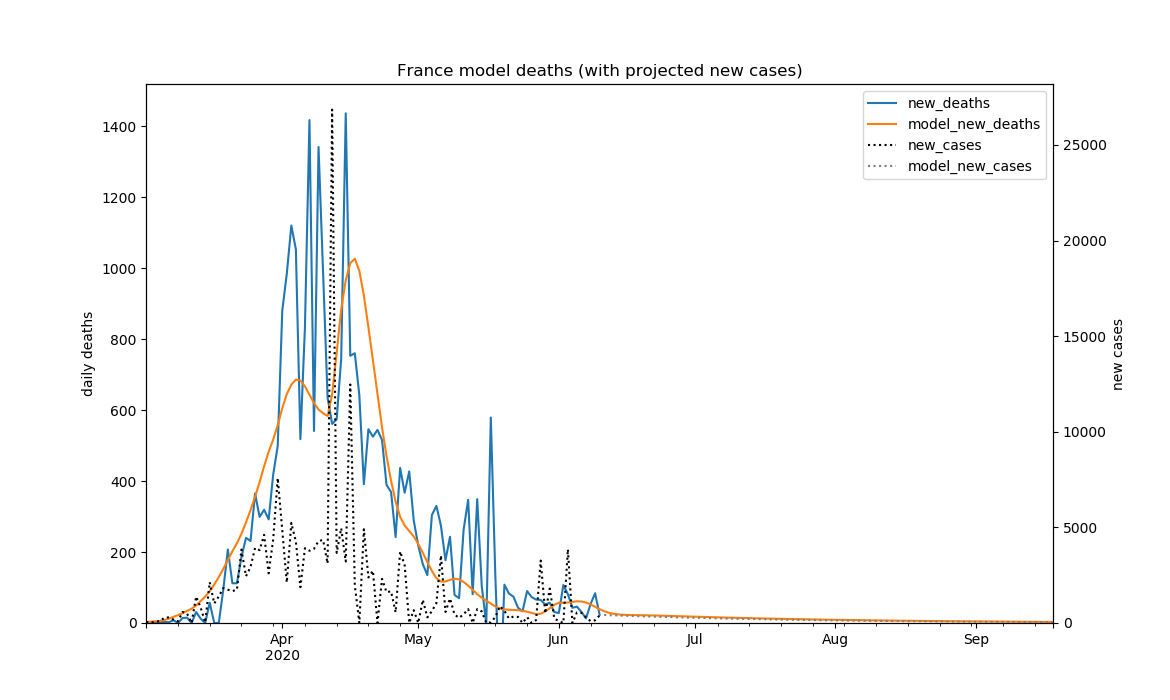 France model deaths (with projected new cases)
new_deaths
model_new_deaths
new_cases
model_new_cases
daily deaths
1400
1200
1000
800
600
400
200
0
new cases
25000
20000
15000
10000
5000
0
Apr
2020
May
Jun
Jul
Aug
Sep